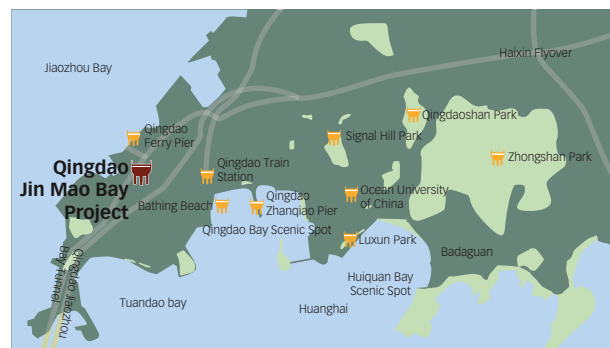 Haixin Flyover
Jiaozhou Bay
Qingdaoshan Park
Qingdao
Ferry Pier
Signal Hill Park
Zhongshan Park
Qingdao
Jin Mao Bay
Project
Qingdao Train
Station
Ocean University
of China
Bathing Beach
Qingdao
Zhanqiao Pier
Qingdao Bay Scenic Spot
Luxun Park
Badaguan
Qingdao Jiaozhou
Bay Tunnel
Huiquan Bay
Scenic Spot
Tuandao bay
Huanghai